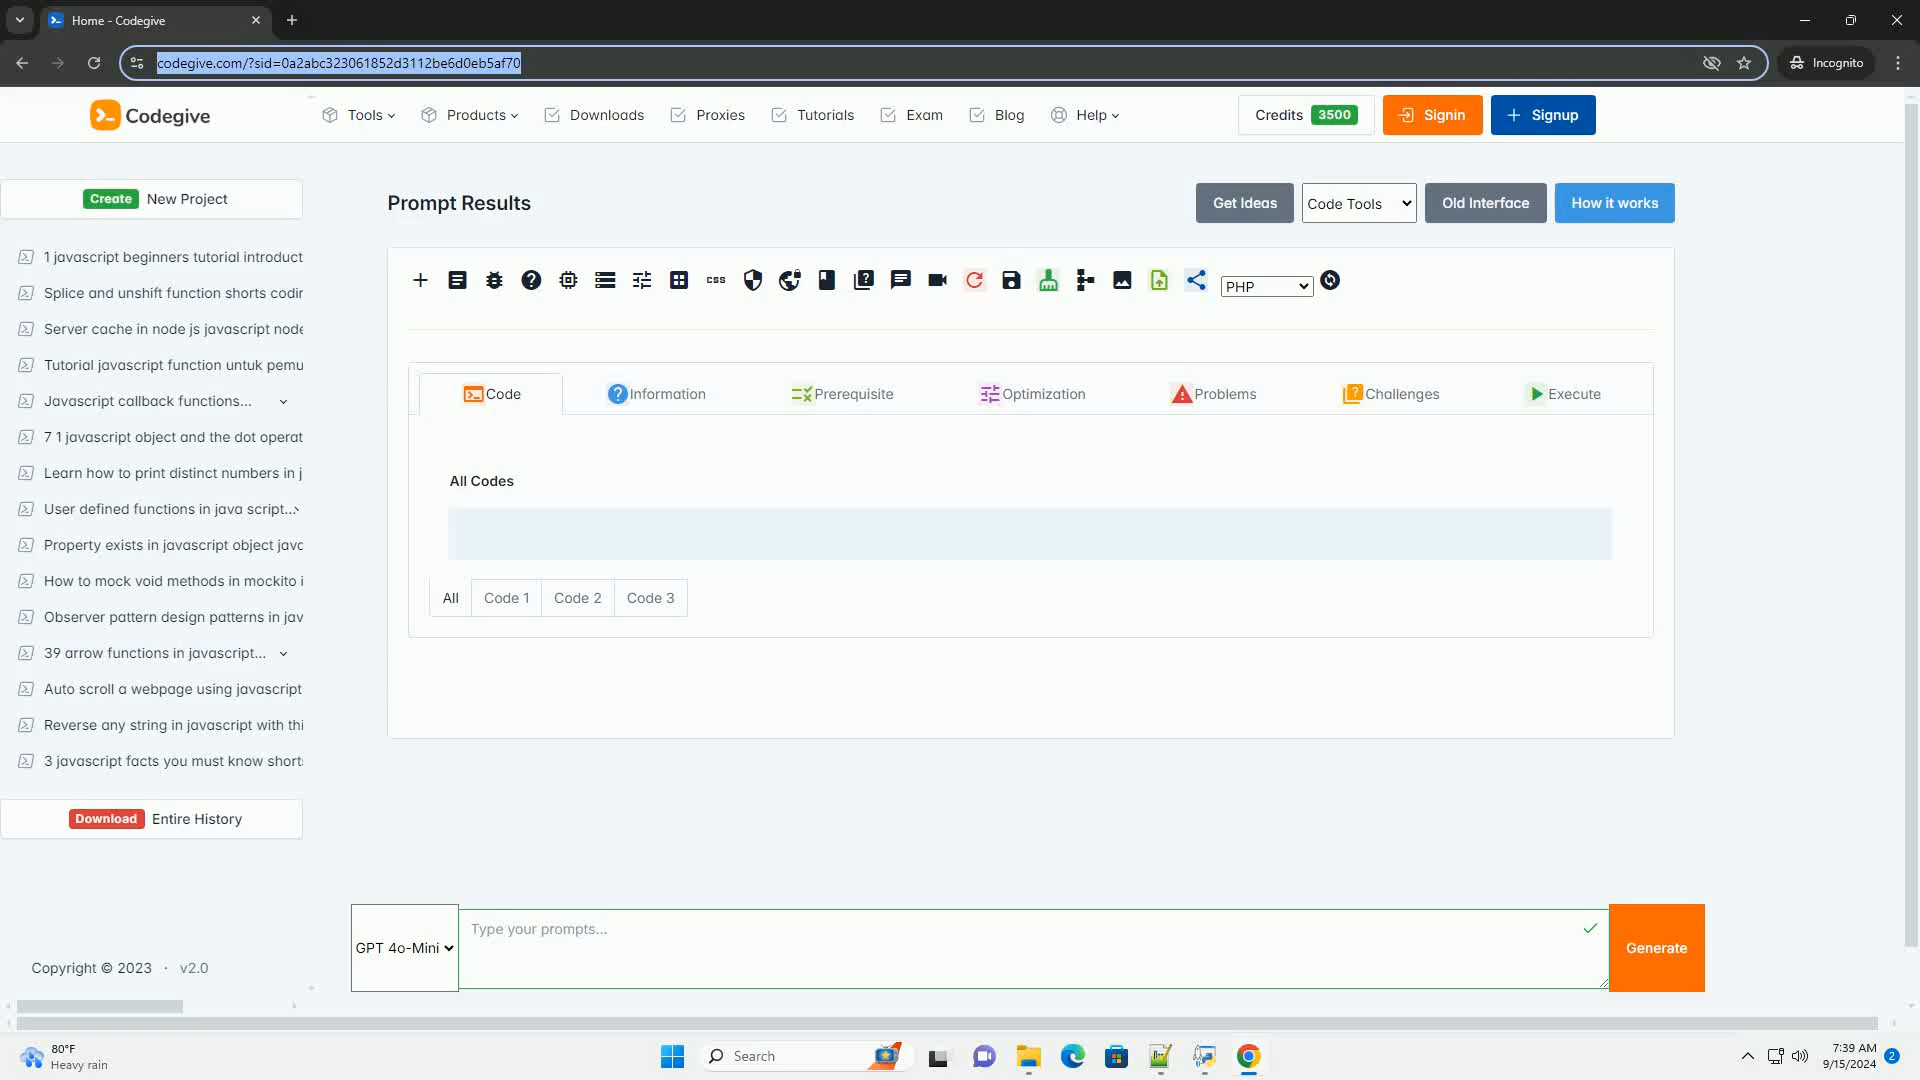 Home - Codegive
codegive.com/?sid=0a2abc323061852d3112be6d0eb5af70
Incognito
Codegive
Tools
Products
Downloads
Proxies
Tutorials
Exam
Blog
Help
Credits 3500
Signin
Signup
Create New Project
1 javascript beginners tutorial introduct
Splice and unshift function shorts codin
Server cache in node js javascript node
Tutorial javascript function untuk pemu
Javascript callback functions...
7 1 javascript object and the dot operat
Learn how to print distinct numbers in j
User defined functions in java script...
Property exists in javascript object java
How to mock void methods in mockito i
Observer pattern design patterns in jav
39 arrow functions in javascript...
Auto scroll a webpage using javascript
Reverse any string in javascript with thi
3 javascript facts you must know shorts
Download Entire History
Copyright © 2023 · v2.0
Prompt Results
Get Ideas
Code Tools
Old Interface
How it works
css
PHP
Code
Information
Prerequisite
Optimization
Problems
Challenges
Execute
All Codes
All
Code 1
Code 2
Code 3
GPT 4o-Mini
Type your prompts...
Generate
80°F
Heavy rain
Search
7:39 AM
9/15/2024
2